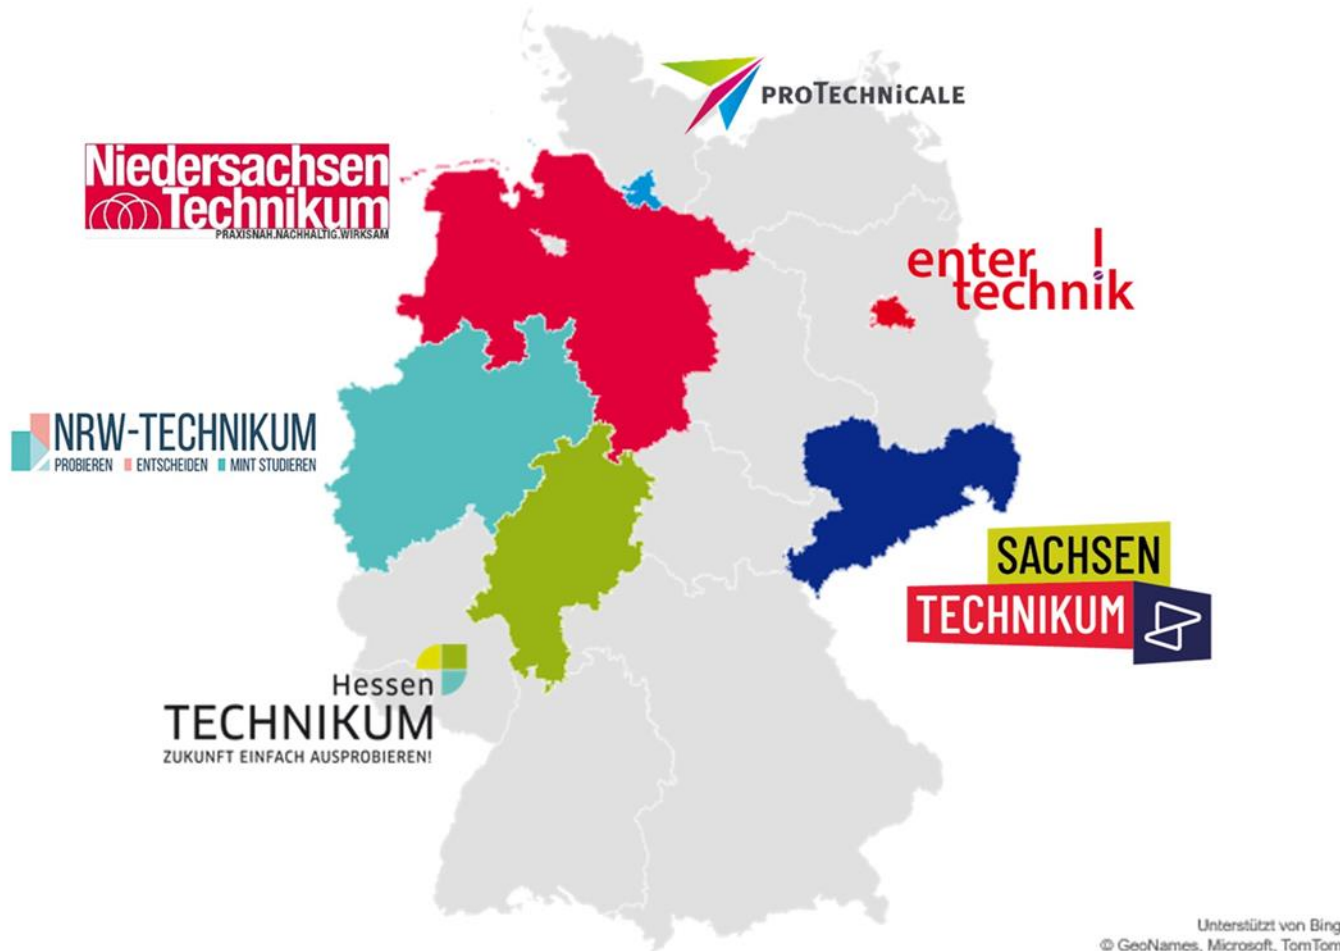 PROTECHNiCALE
Niedersachsen
Technikum
PRAXISNAH.NACHHALTIG.WIRKSAM
enter
technik
NRW-TECHNIKUM
PROBIEREN ENTSCHEIDEN MINT STUDIEREN
SACHSEN
TECHNIKUM
Hessen
TECHNIKUM
ZUKUNFT EINFACH AUSPROBIEREN!
Unterstützt von Bing
© GeoNames, Microsoft, TomTom